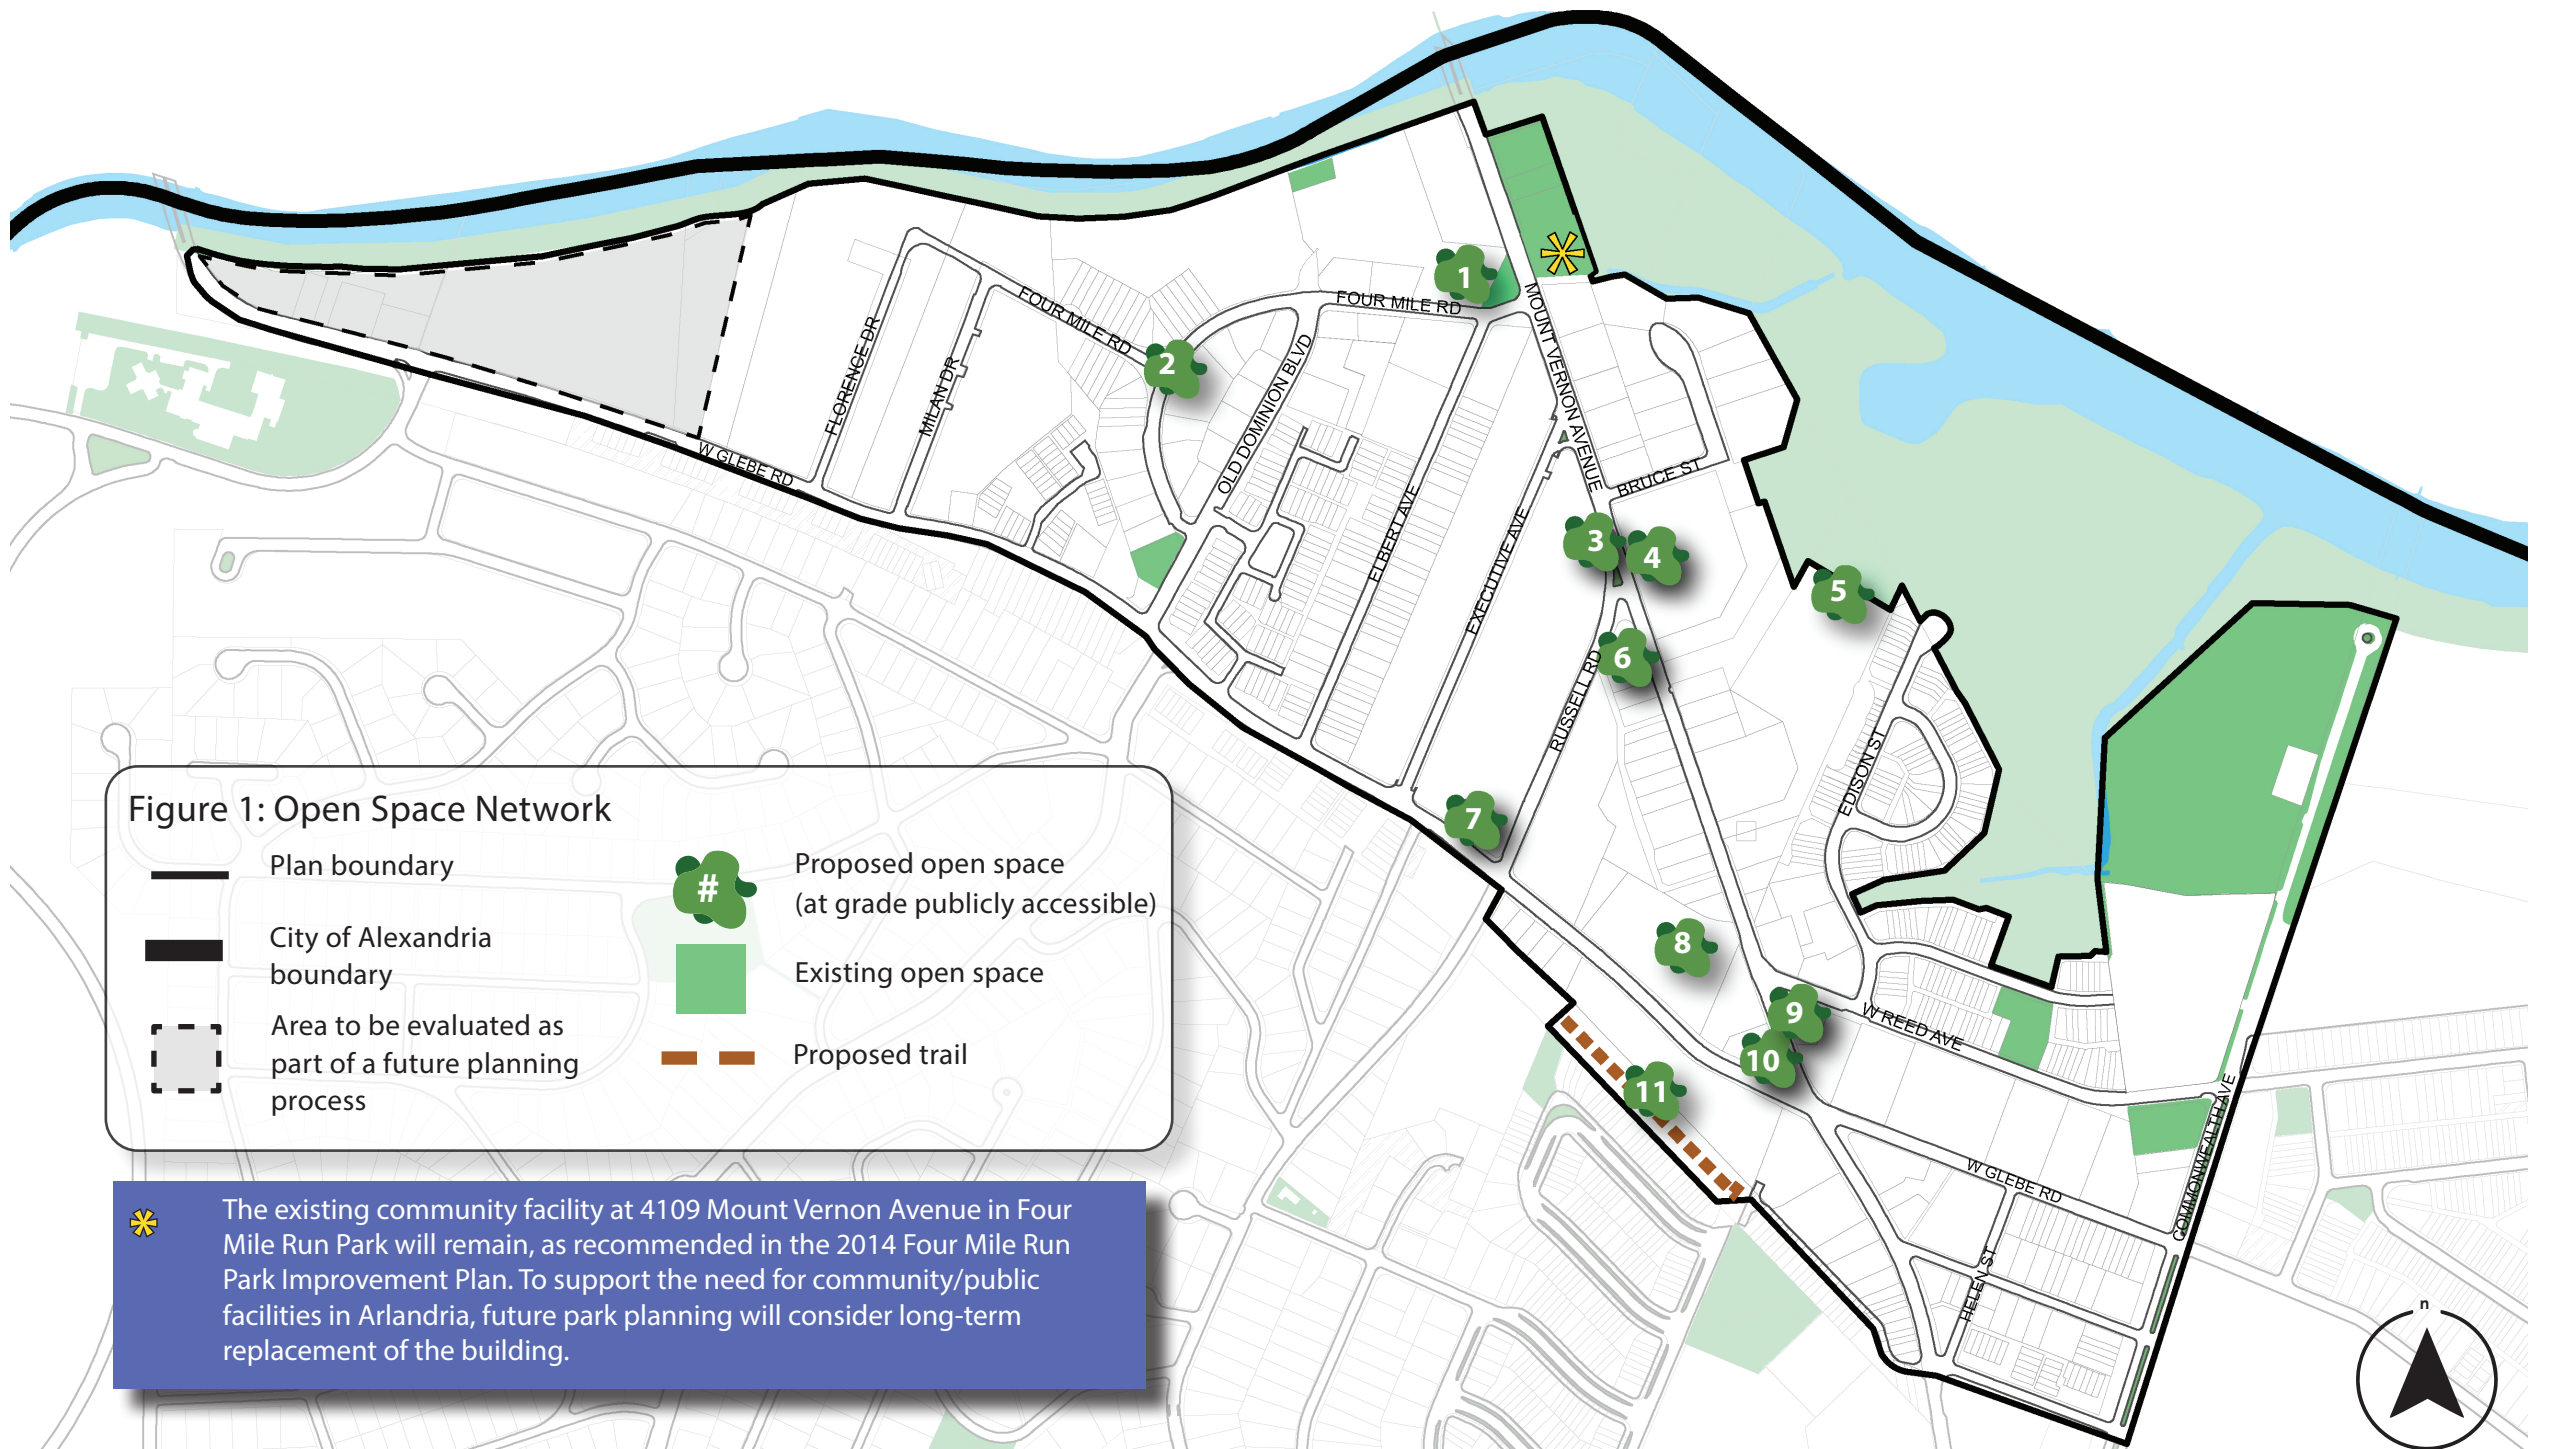 n
FOUR MILE RD
FOUR MILE RD
1
MOUNT VERNON AVENUE
2
FLORENCE DR
MILAN DR
OLD DOMINION BLVD
W GLEBE RD
BRUCE ST
ELBERT AVE
EXECUTIVE AVE
3
4
5
6
RUSSELL RD
EDISON ST
7
8
9
W REED AVE
10
11
COMMONWEALTH AVE
W GLEBE RD
HELEN ST
Figure 1: Open Space Network
Plan boundary
City of Alexandria
boundary
Area to be evaluated as
part of a future planning
process
#
Proposed open space
(at grade publicly accessible)
Existing open space
Proposed trail
The existing community facility at 4109 Mount Vernon Avenue in Four
Mile Run Park will remain, as recommended in the 2014 Four Mile Run
Park Improvement Plan. To support the need for community/public
facilities in Arlandria, future park planning will consider long-term
replacement of the building.